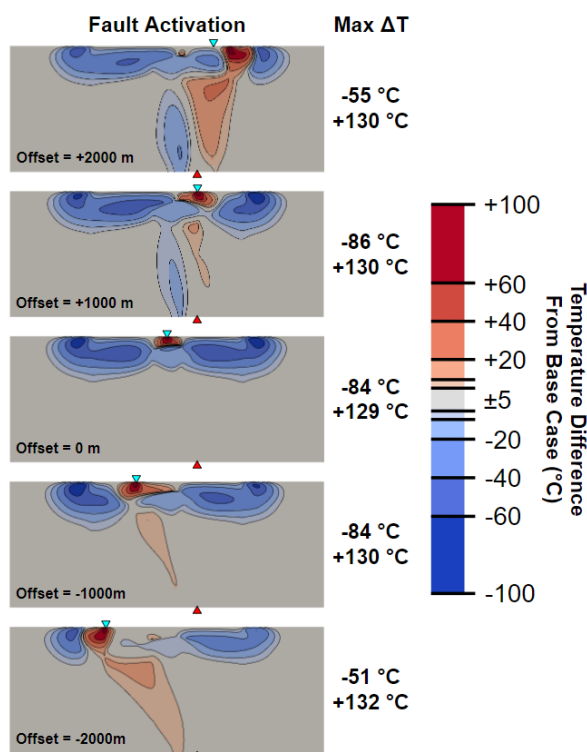 Fault Activation
Max ΔT
-55 °C
+130 °C
Offset = +2000 m
-86 °C
+130 °C
Offset = +1000 m
-84 °C
+129 °C
Offset = 0 m
-84 °C
+130 °C
Offset = -1000m
-51 °C
+132 °C
Offset = -2000m
+100
+60
+40
+20
±5
-20
-40
-60
-100
Temperature Difference
From Base Case (°C)